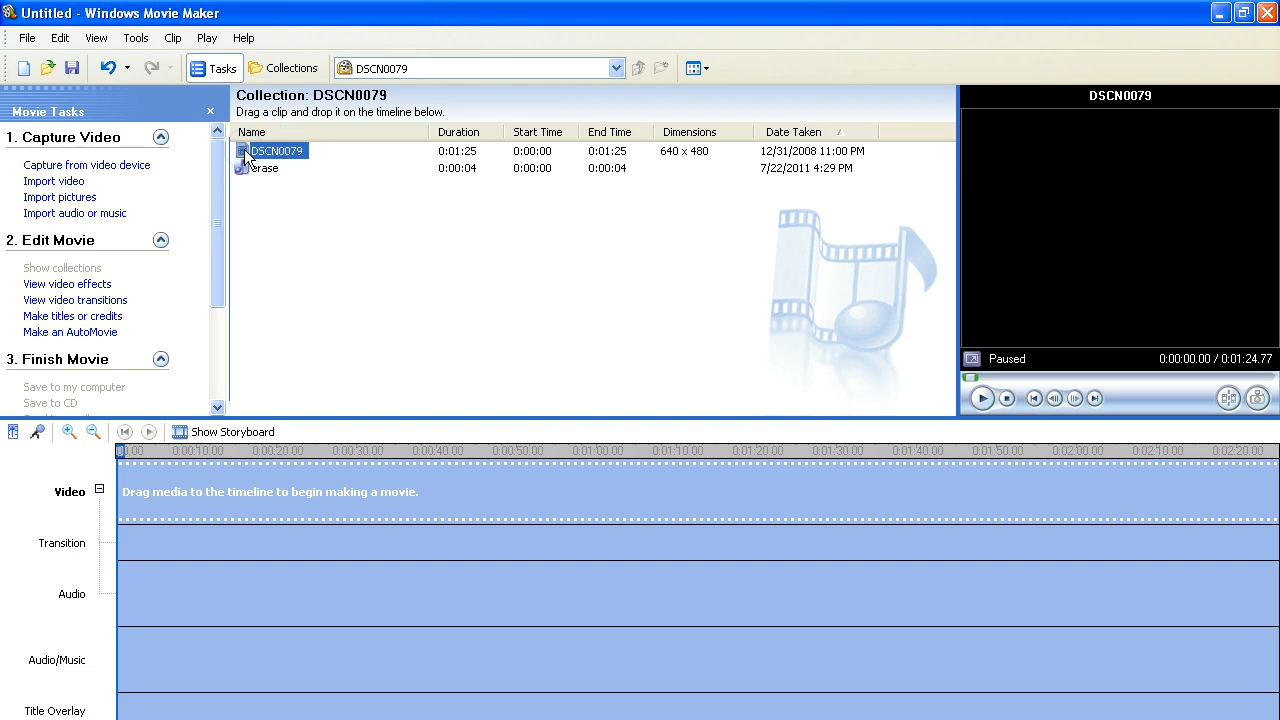 Untitled - Windows Movie Maker
File Edit View Tools Clip Play Help
Tasks Collections DSCN0079
Movie Tasks
1. Capture Video
Capture from video device
Import video
Import pictures
Import audio or music
2. Edit Movie
Show collections
View video effects
View video transitions
Make titles or credits
Make an AutoMovie
3. Finish Movie
Save to my computer
Save to CD
Collection: DSCN0079
Drag a clip and drop it on the timeline below.
Name Duration Start Time End Time Dimensions Date Taken
DSCN0079 0:01:25 0:00:00 0:01:25 640 x 480 12/31/2008 11:00 PM
erase 0:00:04 0:00:00 0:00:04 7/22/2011 4:29 PM
DSCN0079
Paused 0:00:00.00 / 0:01:24.77
Show Storyboard
0:00:10.00 0:00:20.00 0:00:30.00 0:00:40.00 0:00:50.00 0:01:00.00 0:01:10.00 0:01:20.00 0:01:30.00 0:01:40.00 0:01:50.00 0:02:00.00 0:02:10.00 0:02:20.00
Video Drag media to the timeline to begin making a movie.
Transition
Audio
Audio/Music
Title Overlay